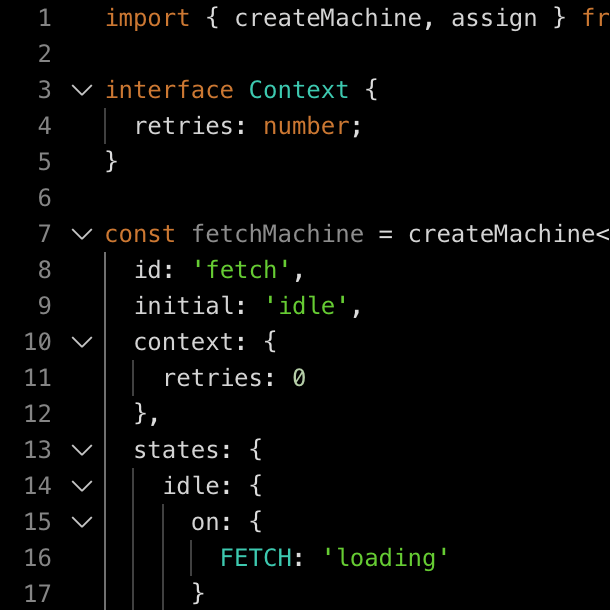 1 import { createMachine, assign } fr
2
3 interface Context {
4 retries: number;
5 }
6
7 const fetchMachine = createMachine<
8 id: 'fetch',
9 initial: 'idle',
10 context: {
11 retries: 0
12 },
13 states: {
14 idle: {
15 on: {
16 FETCH: 'loading'
17 }